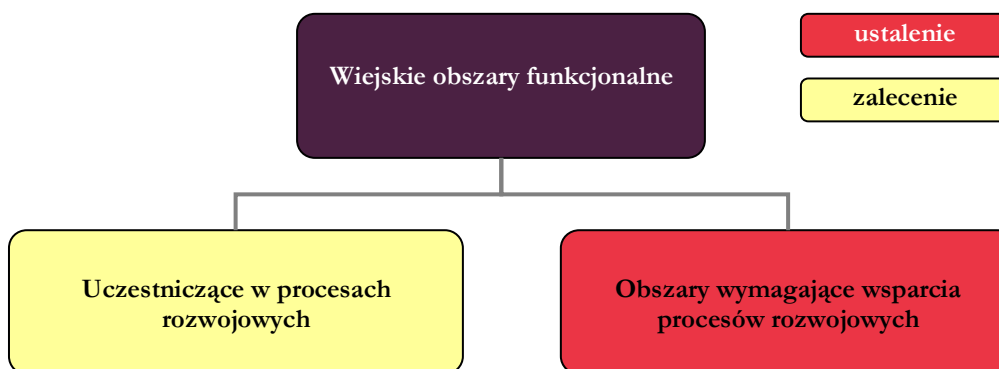 Wiejskie obszary funkcjonalne
ustalenie
zalecenie
Uczestniczące w procesach
rozwojowych
Obszary wymagające wsparcia
procesów rozwojowych